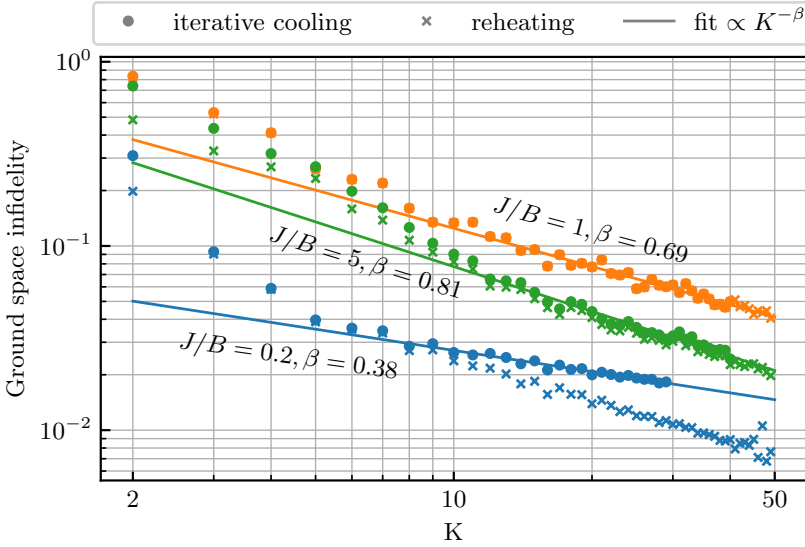 iterative cooling reheating fit ∝ K^{−β}
10^0
10^{−1}
10^{−2}
Ground space infidelity
J/B = 1, β = 0.69
J/B = 5, β = 0.81
J/B = 0.2, β = 0.38
2 10 50
K